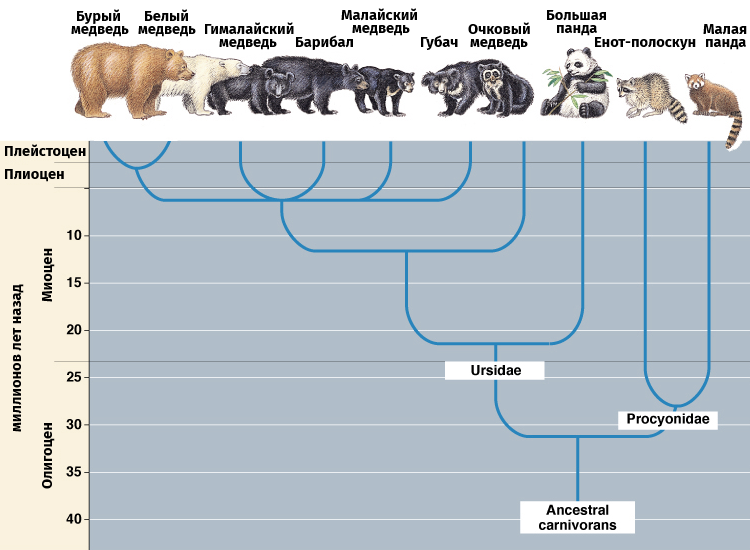 Бурый
медведь
Белый
медведь
Гималайский
медведь
Барибал
Малайский
медведь
Губач
Очковый
медведь
Большая
панда
Енот-полоскун
Малая
панда
Плейстоцен
Плиоцен
Миоцен
Олигоцен
миллионов лет назад
10
15
20
25
30
35
40
Ursidae
Procyonidae
Ancestral
carnivorans